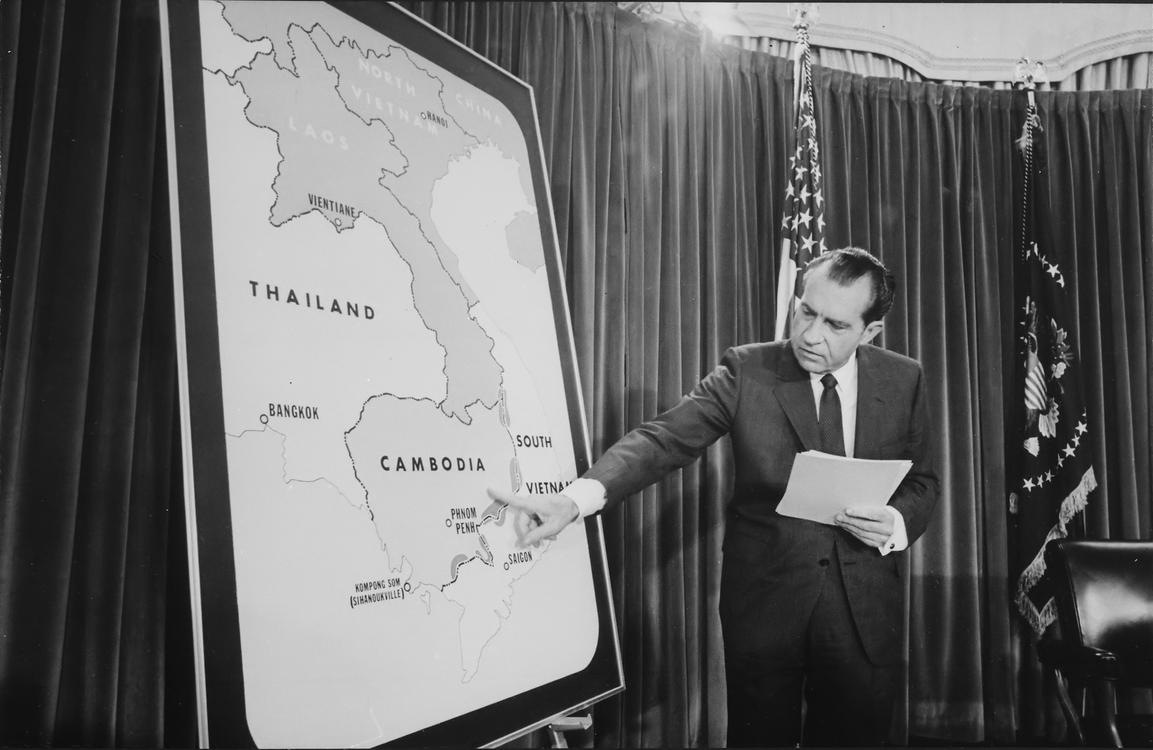 NORTH
VIETNAM
CHINA
HANOI
LAOS
VIENTIANE
THAILAND
BANGKOK
CAMBODIA
SOUTH
VIETNAM
PHNOM
PENH
SAIGON
KOMPONG SOM
(SIHANOUKVILLE)